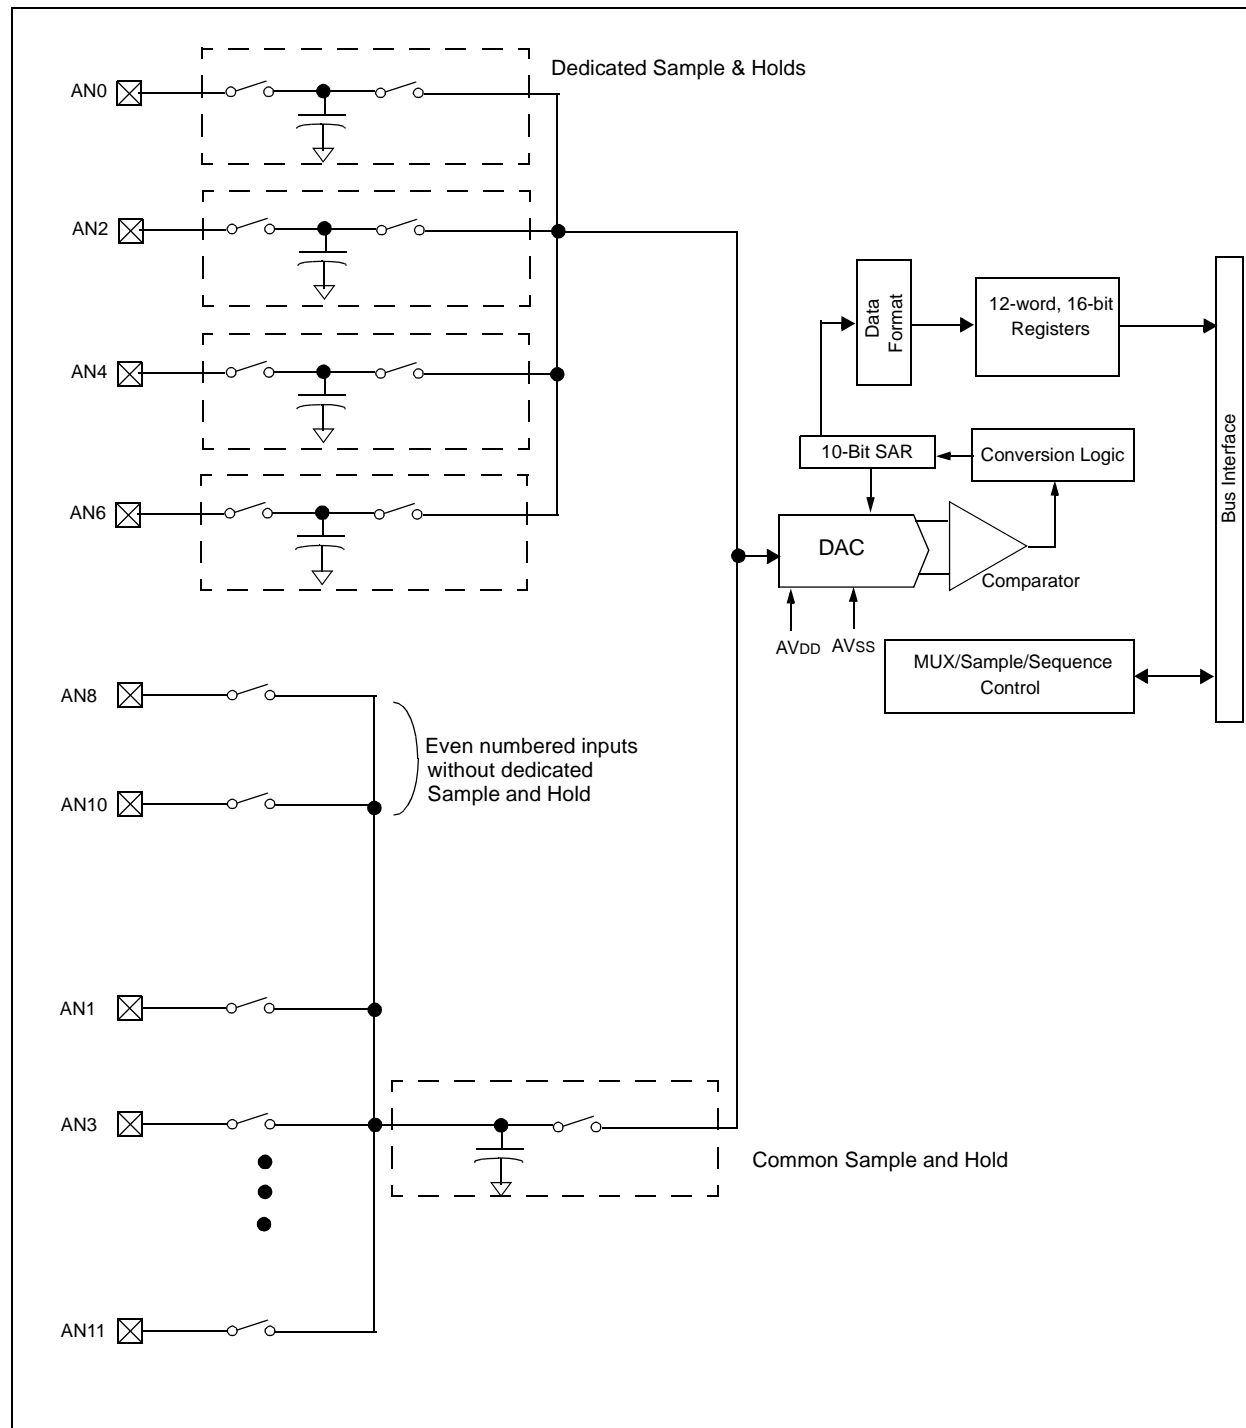 Dedicated Sample & Holds
AN0
AN2
AN4
AN6
Data
Format
12-word, 16-bit
Registers
10-Bit SAR
Conversion Logic
Bus Interface
DAC
Comparator
AVDD
AVSS
MUX/Sample/Sequence
Control
AN8
Even numbered inputs
without dedicated
Sample and Hold
AN10
AN1
AN3
Common Sample and Hold
AN11